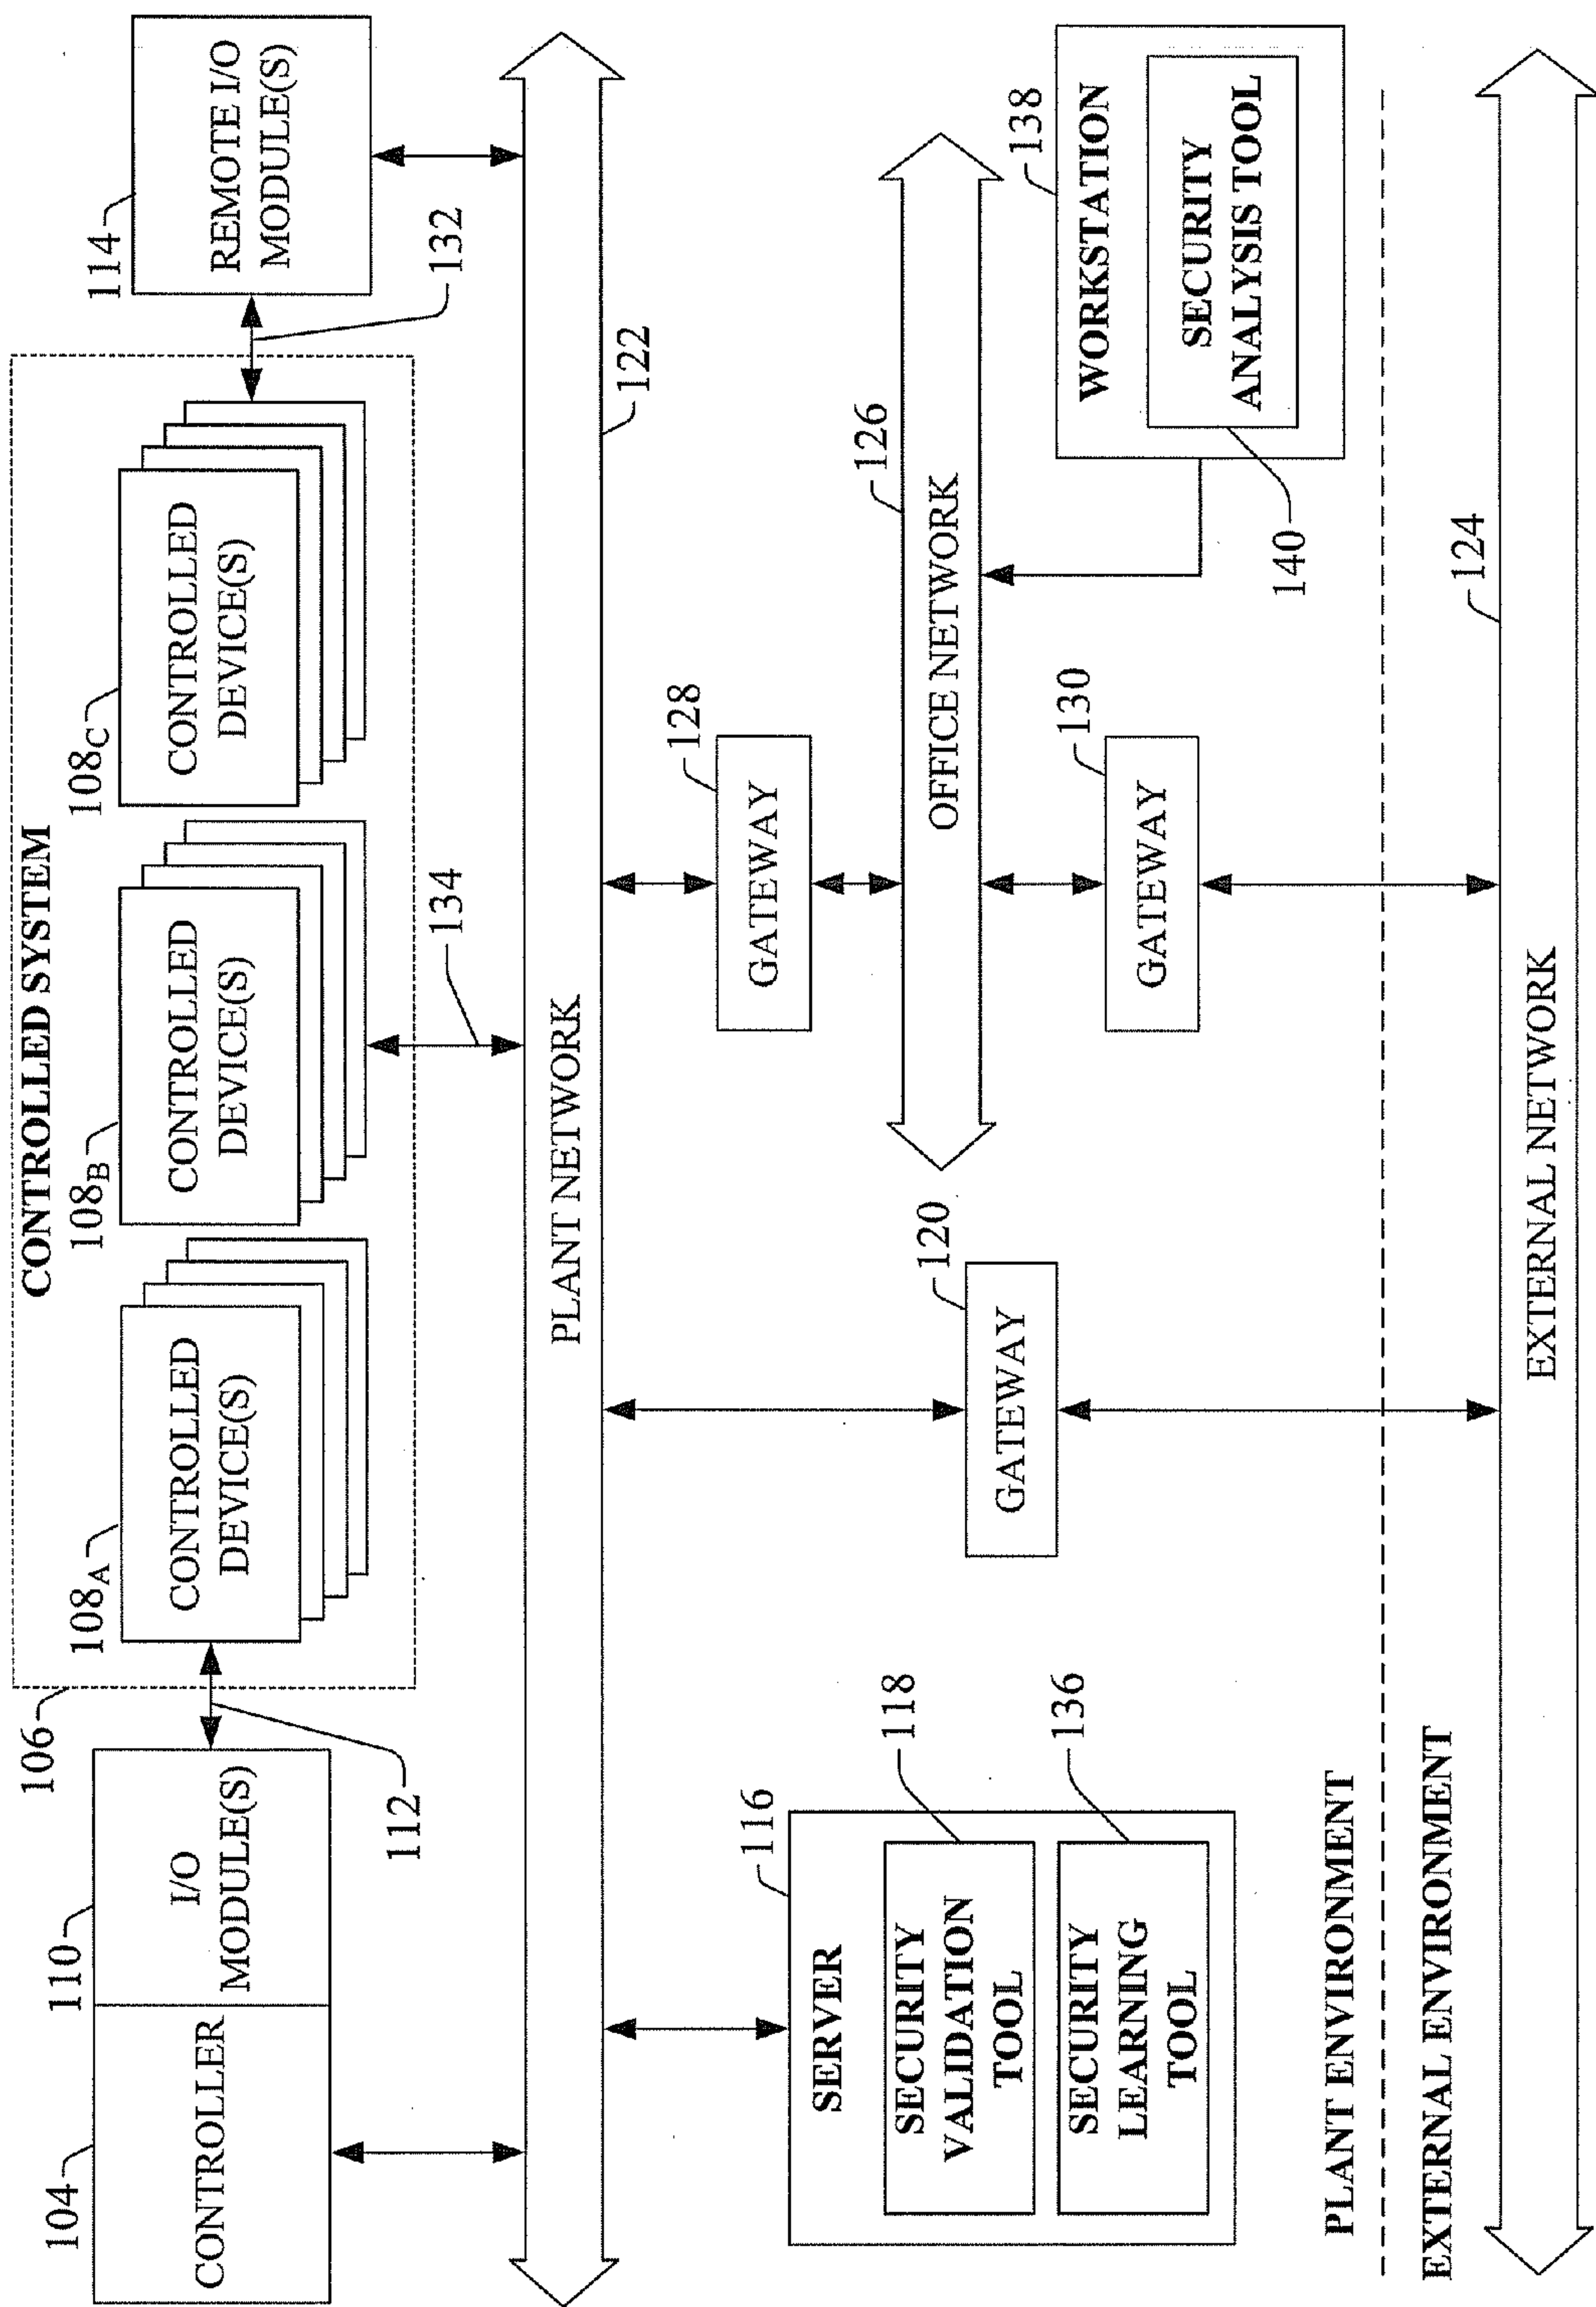 CONTROLLED SYSTEM
104
110
106
108A
108B
108C
114
CONTROLLER
I/O
MODULE(S)
CONTROLLED
DEVICE(S)
CONTROLLED
DEVICE(S)
CONTROLLED
DEVICE(S)
REMOTE I/O
MODULE(S)
112
134
132
PLANT NETWORK
122
116
SERVER
SECURITY
VALIDATION
TOOL
118
SECURITY
LEARNING
TOOL
136
120
GATEWAY
128
GATEWAY
126
OFFICE NETWORK
130
GATEWAY
138
WORKSTATION
SECURITY
ANALYSIS TOOL
140
PLANT ENVIRONMENT
EXTERNAL ENVIRONMENT
124
EXTERNAL NETWORK